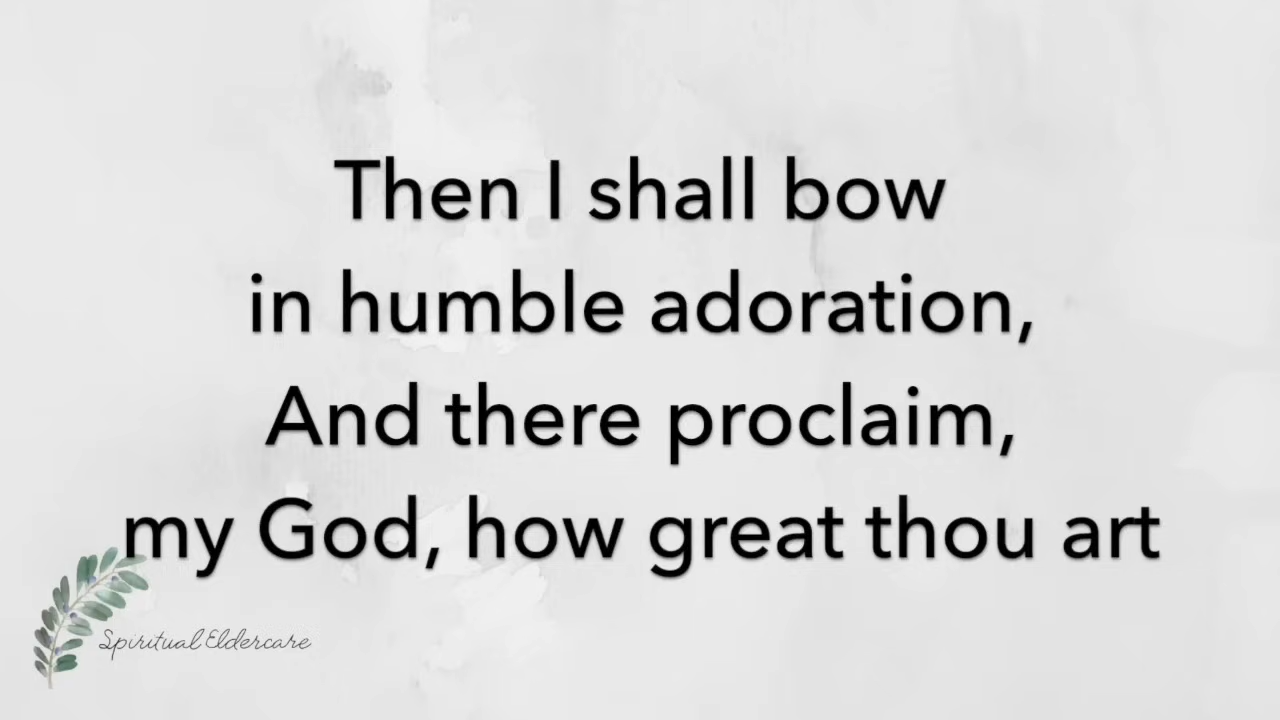 Then I shall bow
in humble adoration,
And there proclaim,
my God, how great thou art
Spiritual Eldercare